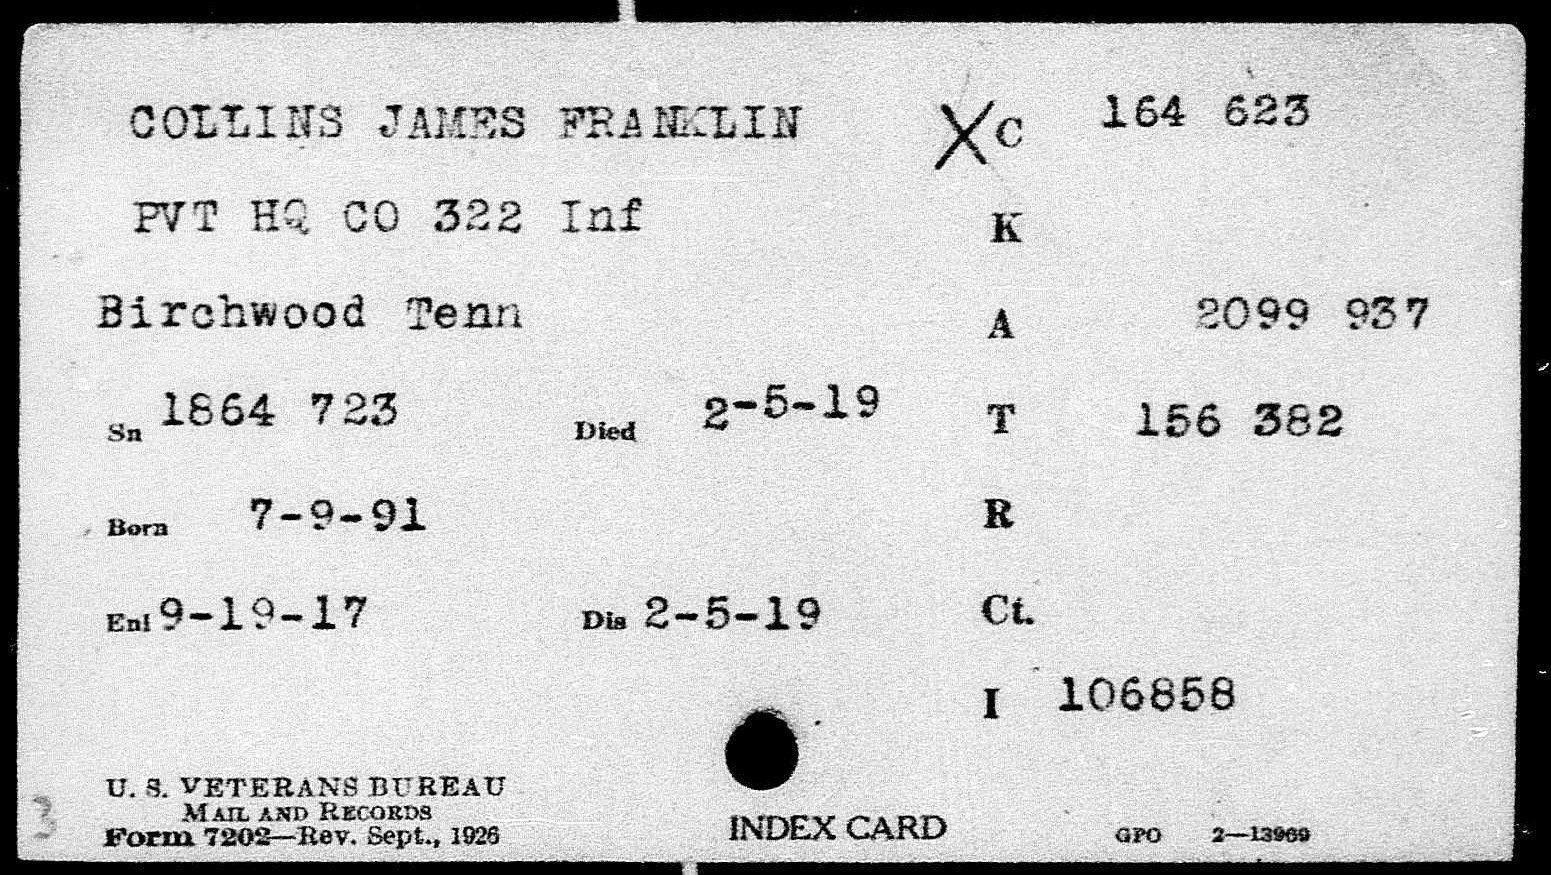 COLLINS JAMES FRANKLIN XC 164 623
PVT HQ CO 322 Inf K
Birchwood Tenn A 2099 937
Sn 1864 723 Died 2-5-19 T 156 382
Born 7-9-91 R
Enl 9-19-17 Dis 2-5-19 Ct.
I 106858
U. S. VETERANS BUREAU
MAIL AND RECORDS
Form 7202—Rev. Sept., 1926
INDEX CARD
GPO 2—13969
3